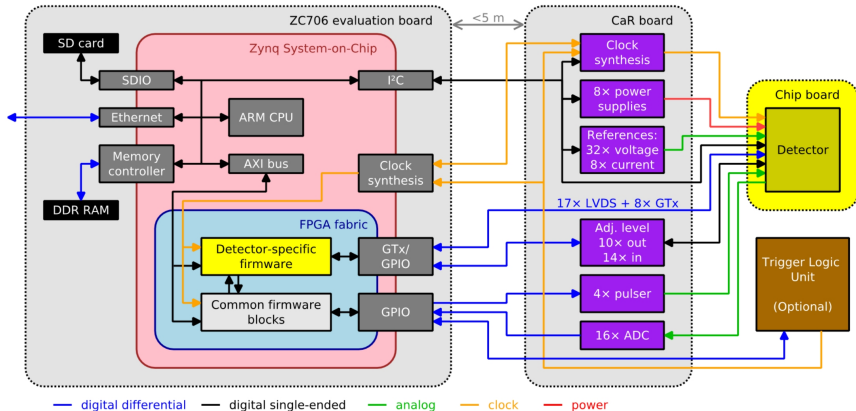 ZC706 evaluation board
<5 m
CaR board
SD card
Zynq System-on-Chip
SDIO
I²C
Clock
synthesis
Ethernet
ARM CPU
8× power
supplies
Chip board
Memory
controller
AXI bus
Clock
synthesis
References:
32× voltage
8× current
Detector
DDR RAM
17× LVDS + 8× GTx
FPGA fabric
Detector-specific
firmware
GTx/
GPIO
Adj. level
10× out
14× in
Trigger Logic
Unit
(Optional)
Common firmware
blocks
GPIO
4× pulser
16× ADC
digital differential
digital single-ended
analog
clock
power